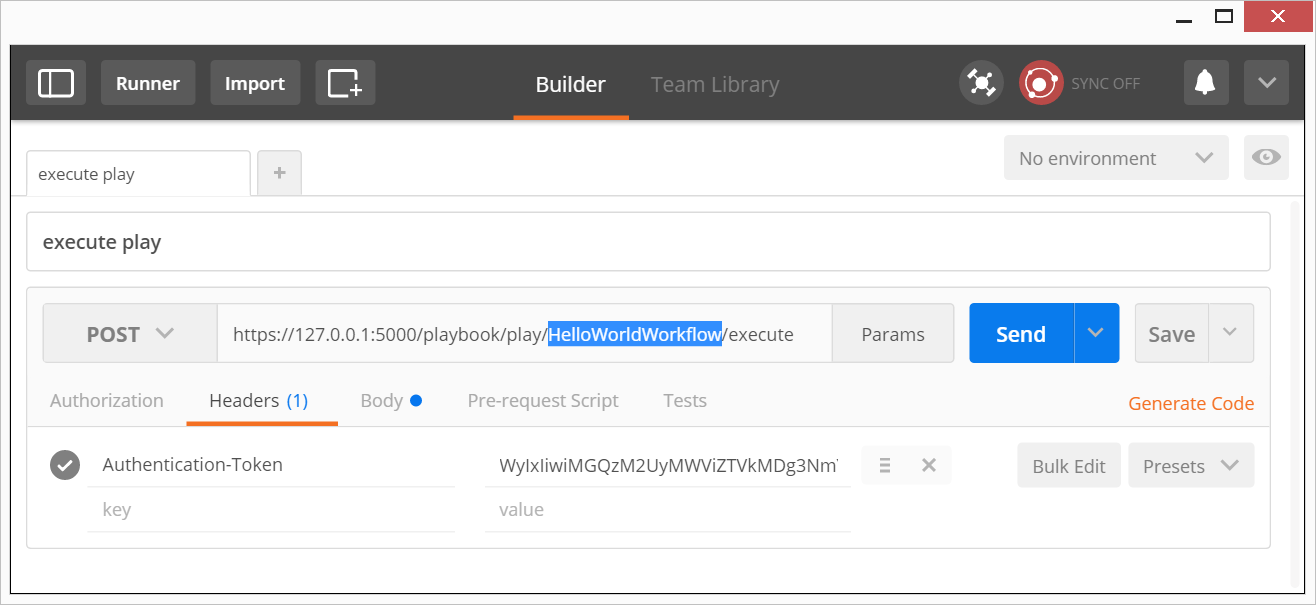 Runner Import Builder Team Library SYNC OFF
No environment
execute play +
execute play
POST https://127.0.0.1:5000/playbook/play/HelloWorldWorkflow/execute Params Send Save
Authorization Headers (1) Body Pre-request Script Tests Generate Code
Authentication-Token Bulk Edit Presets
key value